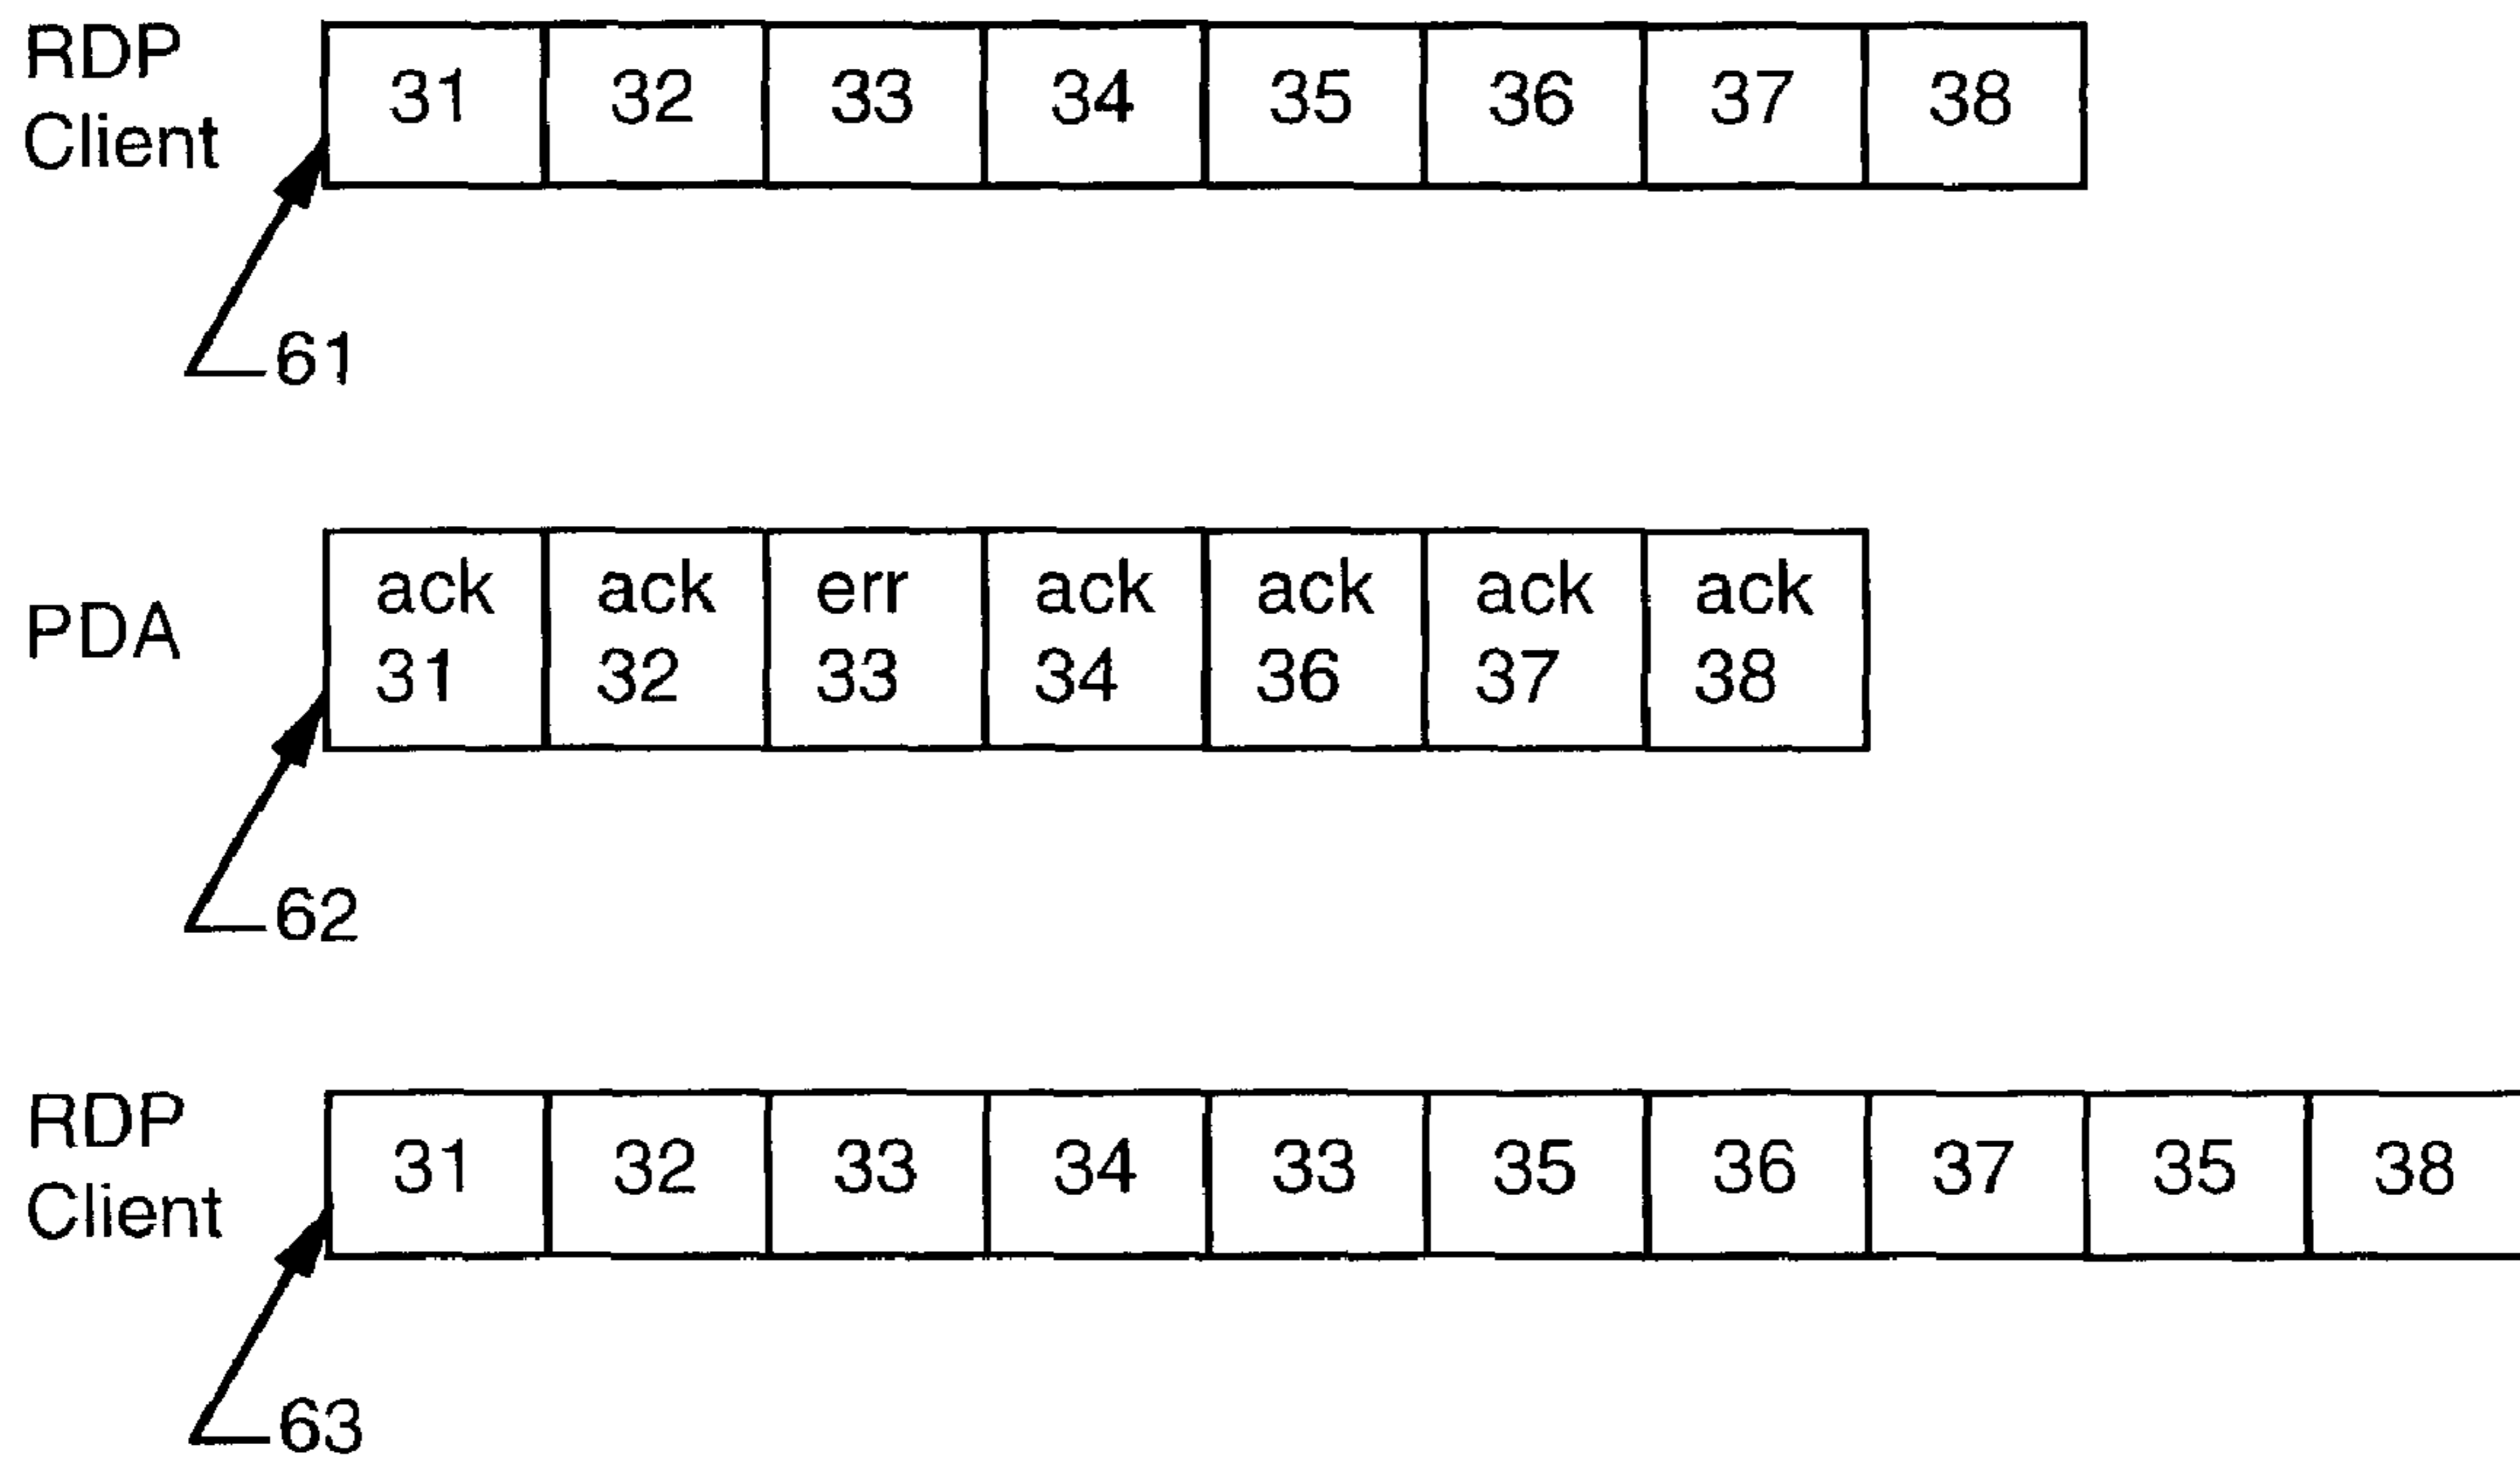 RDP
Client
31 32 33 34 35 36 37 38
61
PDA
ack ack err ack ack ack ack
31 32 33 34 36 37 38
62
RDP
Client
31 32 33 34 33 35 36 37 35 38
63